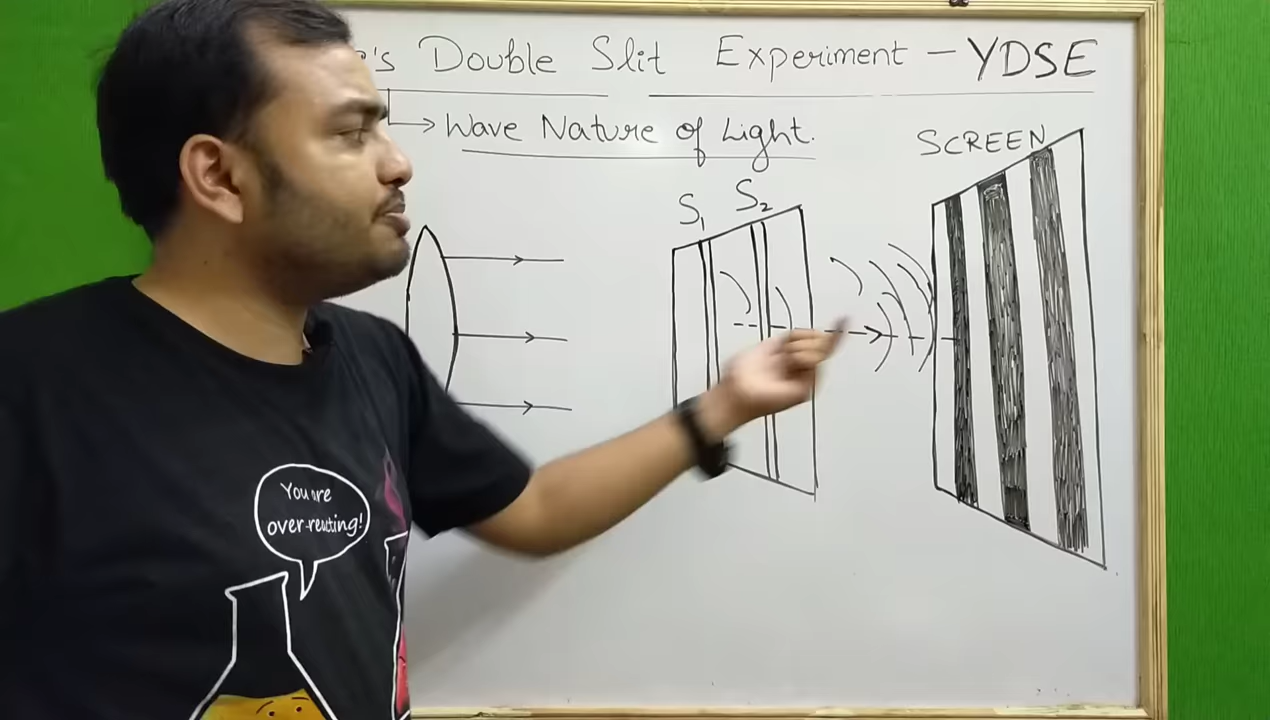 's Double Slit Experiment - YDSE
Wave Nature of Light.
SCREEN
S₁
S₂
You are
over-reacting!